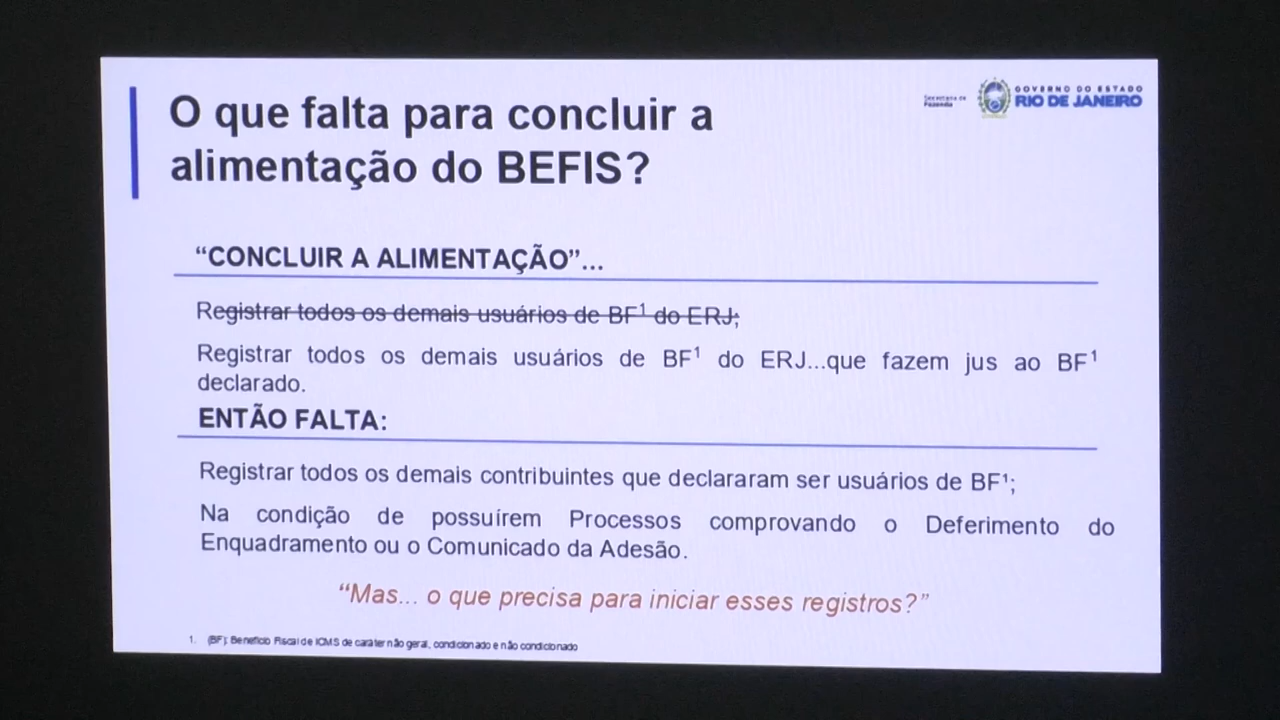 O que falta para concluir a
alimentação do BEFIS?
Secretaria de
Fazenda
GOVERNO DO ESTADO
RIO DE JANEIRO
“CONCLUIR A ALIMENTAÇÃO”...
Registrar todos os demais usuários de BF¹ do ERJ;
Registrar todos os demais usuários de BF¹ do ERJ...que fazem jus ao BF¹
declarado.
ENTÃO FALTA:
Registrar todos os demais contribuintes que declararam ser usuários de BF¹;
Na condição de possuírem Processos comprovando o Deferimento do
Enquadramento ou o Comunicado da Adesão.
“Mas... o que precisa para iniciar esses registros?”
1. (BF): Benefício Fiscal de ICMS de caráter não geral, condicionado e não condicionado